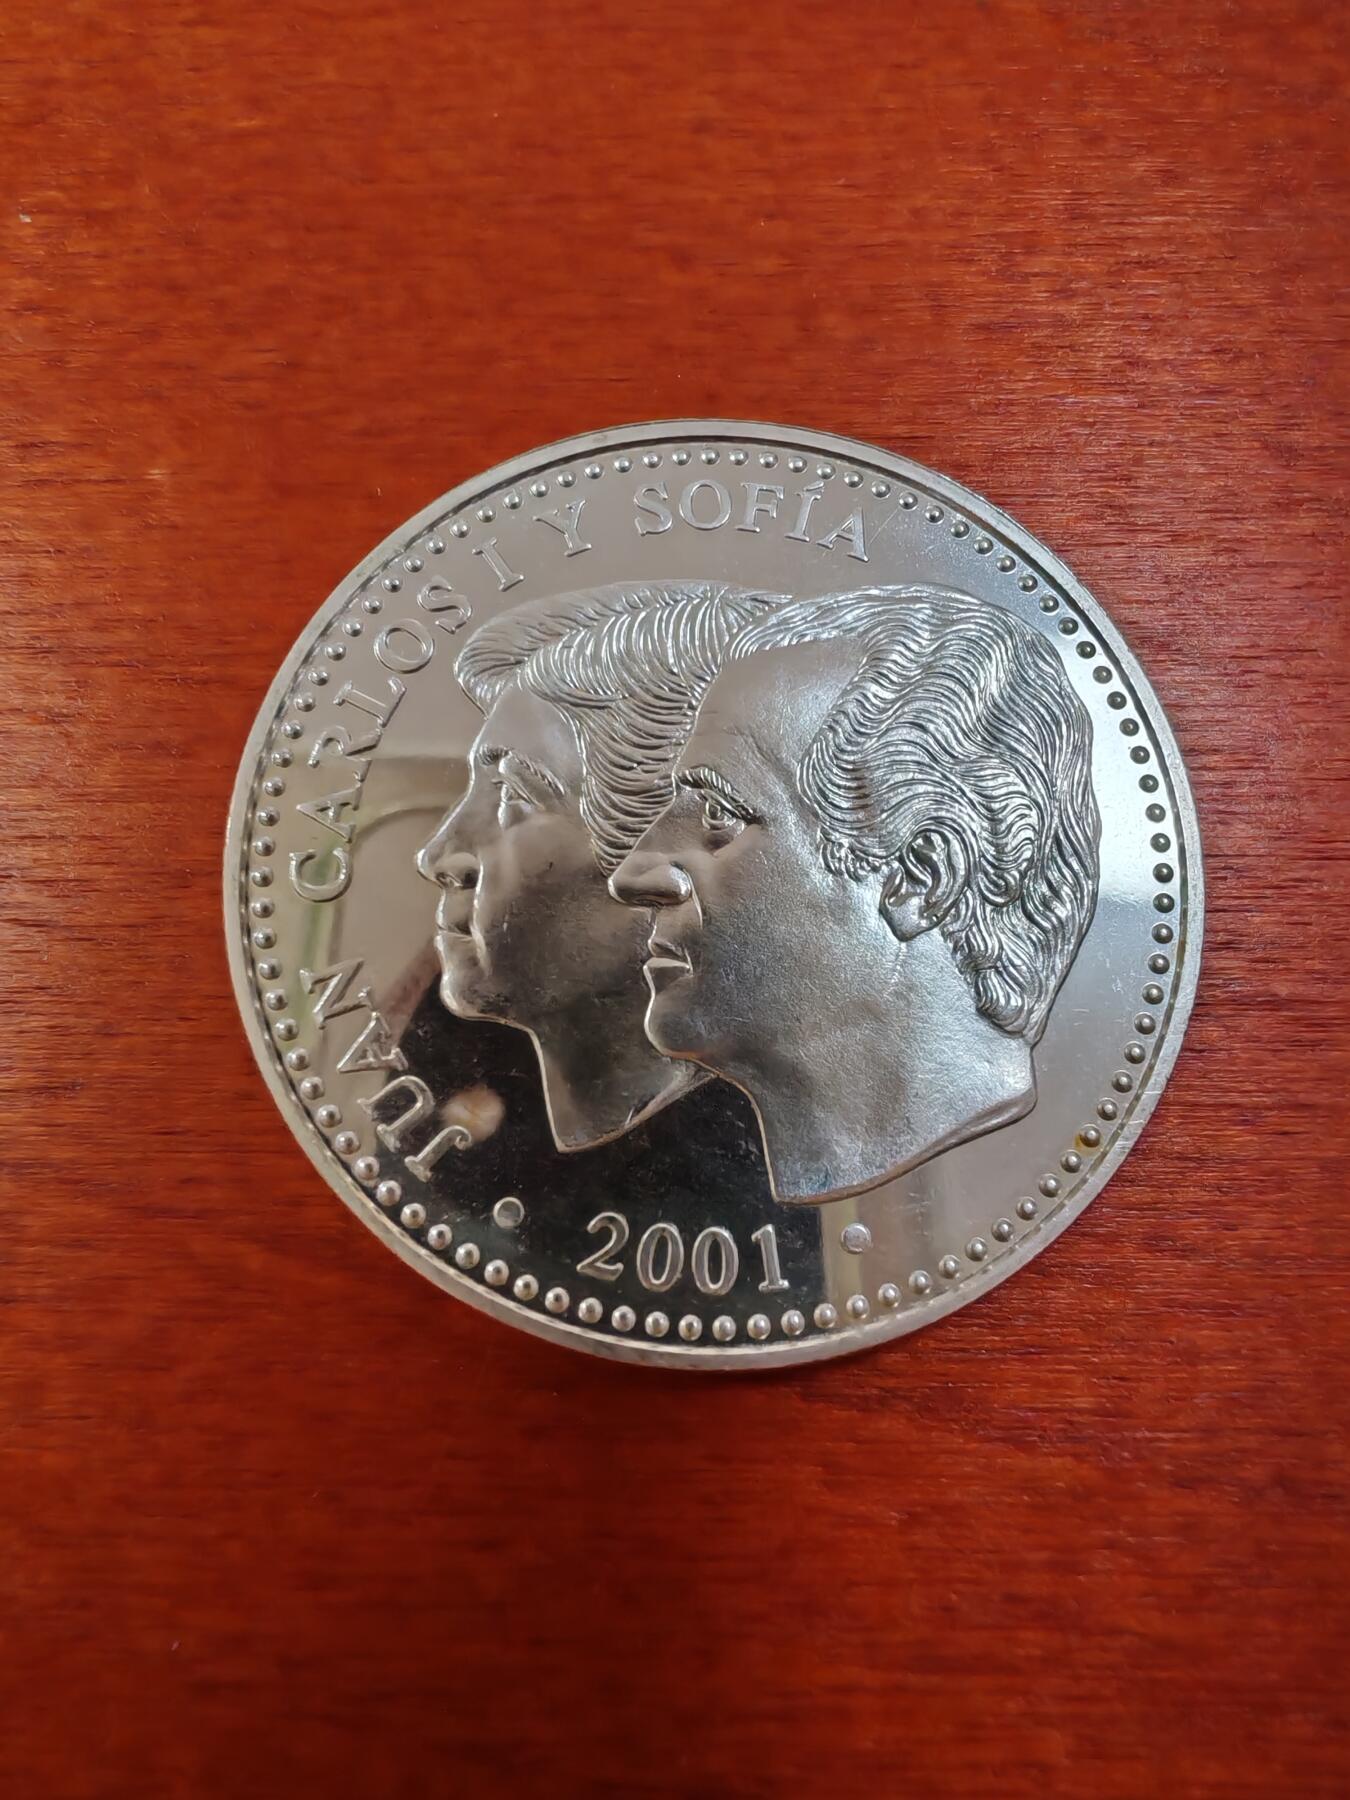 JUAN CARLOS I Y SOFÍA
• 2001 •